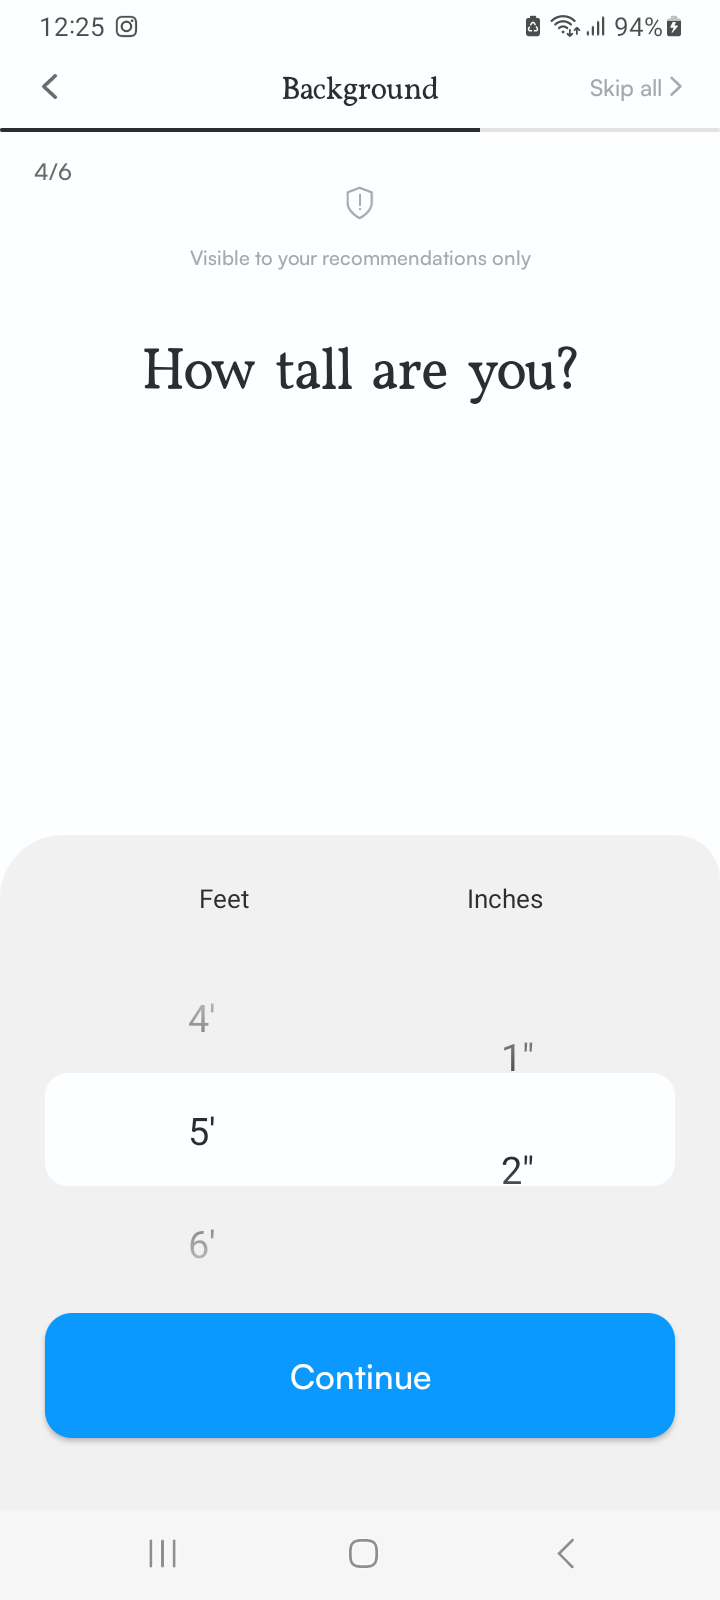 12:25 94%
Background Skip all
4/6
Visible to your recommendations only
How tall are you?
Feet Inches
4'
1"
5'
2"
6'
Continue